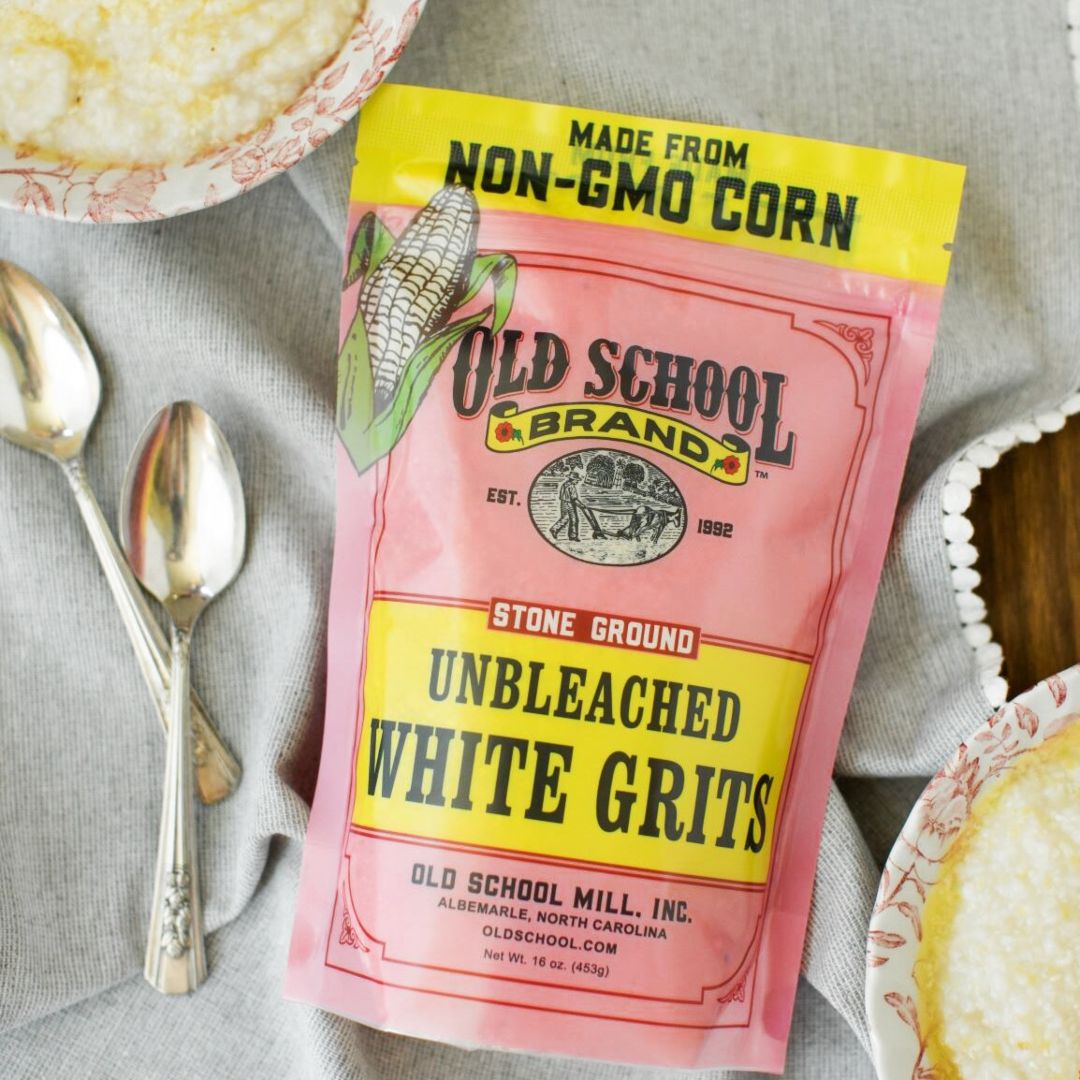 MADE FROM
NON-GMO CORN
OLD SCHOOL
BRAND
TM
EST. 1992
STONE GROUND
UNBLEACHED
WHITE GRITS
OLD SCHOOL MILL, INC.
ALBEMARLE, NORTH CAROLINA
OLDSCHOOL.COM
Net Wt. 16 oz. (453g)